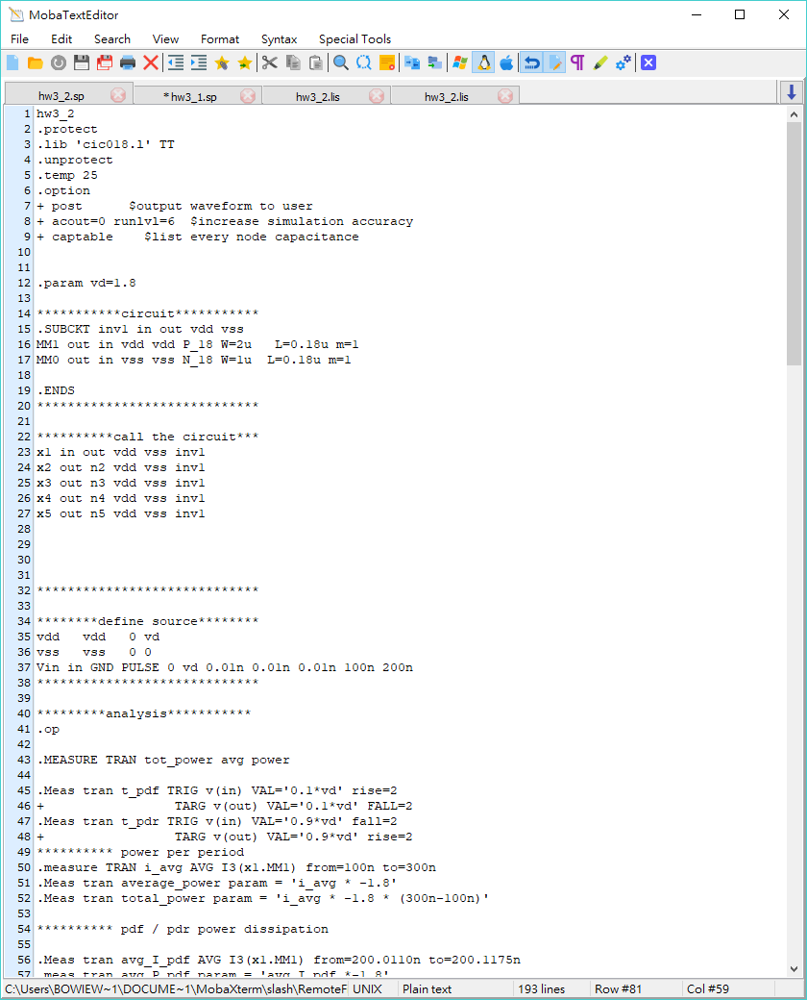 MobaTextEditor
File Edit Search View Format Syntax Special Tools
hw3_2.sp *hw3_1.sp hw3_2.lis hw3_2.lis
1 hw3_2
2 .protect
3 .lib 'cic018.l' TT
4 .unprotect
5 .temp 25
6 .option
7 + post      $output waveform to user
8 + acout=0 runlvl=6  $increase simulation accuracy
9 + captable    $list every node capacitance
10
11
12 .param vd=1.8
13
14 ***********circuit***********
15 .SUBCKT inv1 in out vdd vss
16 MM1 out in vdd vdd P_18 W=2u   L=0.18u m=1
17 MM0 out in vss vss N_18 W=1u  L=0.18u m=1
18
19 .ENDS
20 *****************************
21
22 **********call the circuit***
23 x1 in out vdd vss inv1
24 x2 out n2 vdd vss inv1
25 x3 out n3 vdd vss inv1
26 x4 out n4 vdd vss inv1
27 x5 out n5 vdd vss inv1
28
29
30
31
32 *****************************
33
34 ********define source********
35 vdd   vdd   0 vd
36 vss   vss   0 0
37 Vin in GND PULSE 0 vd 0.01n 0.01n 0.01n 100n 200n
38 *****************************
39
40 *********analysis***********
41 .op
42
43 .MEASURE TRAN tot_power avg power
44
45 .Meas tran t_pdf TRIG v(in) VAL='0.1*vd' rise=2
46 +                 TARG v(out) VAL='0.1*vd' FALL=2
47 .Meas tran t_pdr TRIG v(in) VAL='0.9*vd' fall=2
48 +                 TARG v(out) VAL='0.9*vd' rise=2
49 ********** power per period
50 .measure TRAN i_avg AVG I3(x1.MM1) from=100n to=300n
51 .Meas tran average_power param = 'i_avg * -1.8'
52 .Meas tran total_power param = 'i_avg * -1.8 * (300n-100n)'
53
54 ********** pdf / pdr power dissipation
55
56 .Meas tran avg_I_pdf AVG I3(x1.MM1) from=200.0110n to=200.1175n
57 .meas tran avg_P_pdf param = 'avg_I_pdf *-1.8'
C:\Users\BOWIEW~1\DOCUME~1\MobaXterm\slash\RemoteF UNIX Plain text 193 lines Row #81 Col #59